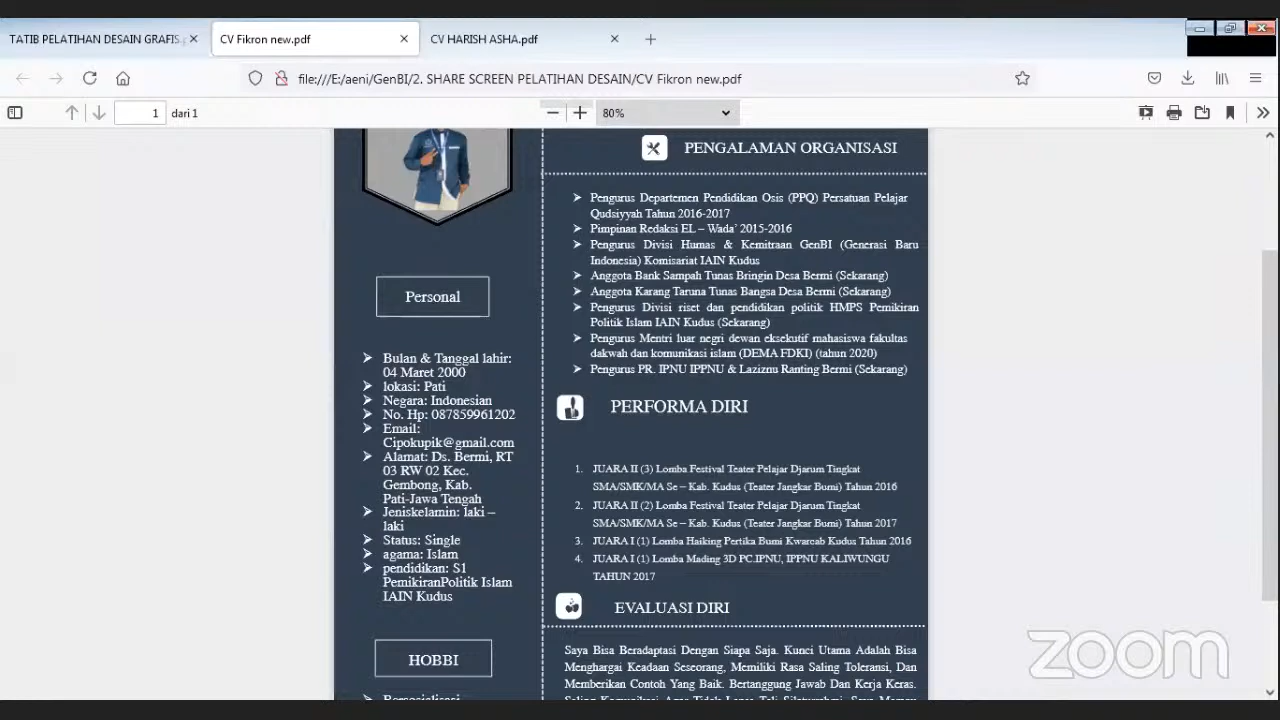 TATIB PELATIHAN DESAIN GRAFIS.
CV Fikron new.pdf
CV HARISH ASHA.pdf
file:///E:/aeni/GenBI/2. SHARE SCREEN PELATIHAN DESAIN/CV Fikron new.pdf
1 dari 1
80%
Personal
Bulan & Tanggal lahir:
04 Maret 2000
lokasi: Pati
Negara: Indonesian
No. Hp: 087859961202
Email:
Cipokupik@gmail.com
Alamat: Ds. Bermi, RT
03 RW 02 Kec.
Gembong, Kab.
Pati-Jawa Tengah
Jeniskelamin: laki –
laki
Status: Single
agama: Islam
pendidikan: S1
PemikiranPolitik Islam
IAIN Kudus
HOBBI
Bersosialisasi
PENGALAMAN ORGANISASI
Pengurus Departemen Pendidikan Osis (PPQ) Persatuan Pelajar
Qudsiyyah Tahun 2016-2017
Pimpinan Redaksi EL – Wada' 2015-2016
Pengurus Divisi Humas & Kemitraan GenBI (Generasi Baru
Indonesia) Komisariat IAIN Kudus
Anggota Bank Sampah Tunas Bringin Desa Bermi (Sekarang)
Anggota Karang Taruna Tunas Bangsa Desa Bermi (Sekarang)
Pengurus Divisi riset dan pendidikan politik HMPS Pemikiran
Politik Islam IAIN Kudus (Sekarang)
Pengurus Mentri luar negri dewan eksekutif mahasiswa fakultas
dakwah dan komunikasi islam (DEMA FDKI) (tahun 2020)
Pengurus PR. IPNU IPPNU & Laziznu Ranting Bermi (Sekarang)
PERFORMA DIRI
1. JUARA II (3) Lomba Festival Teater Pelajar Djarum Tingkat
SMA/SMK/MA Se – Kab. Kudus (Teater Jangkar Bumi) Tahun 2016
2. JUARA II (2) Lomba Festival Teater Pelajar Djarum Tingkat
SMA/SMK/MA Se – Kab. Kudus (Teater Jangkar Bumi) Tahun 2017
3. JUARA I (1) Lomba Haiking Pertika Bumi Kwarcab Kudus Tahun 2016
4. JUARA I (1) Lomba Mading 3D PC.IPNU, IPPNU KALIWUNGU
TAHUN 2017
EVALUASI DIRI
Saya Bisa Beradaptasi Dengan Siapa Saja. Kunci Utama Adalah Bisa
Menghargai Keadaan Seseorang, Memiliki Rasa Saling Toleransi, Dan
Memberikan Contoh Yang Baik. Bertanggung Jawab Dan Kerja Keras.
zoom